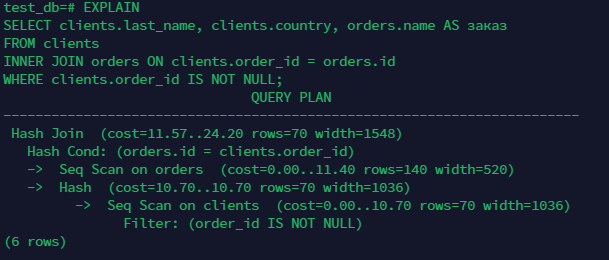 test_db=# EXPLAIN
SELECT clients.last_name, clients.country, orders.name AS заказ
FROM clients
INNER JOIN orders ON clients.order_id = orders.id
WHERE clients.order_id IS NOT NULL;
                               QUERY PLAN
------------------------------------------------------------------------
 Hash Join  (cost=11.57..24.20 rows=70 width=1548)
   Hash Cond: (orders.id = clients.order_id)
   ->  Seq Scan on orders  (cost=0.00..11.40 rows=140 width=520)
   ->  Hash  (cost=10.70..10.70 rows=70 width=1036)
         ->  Seq Scan on clients  (cost=0.00..10.70 rows=70 width=1036)
               Filter: (order_id IS NOT NULL)
(6 rows)